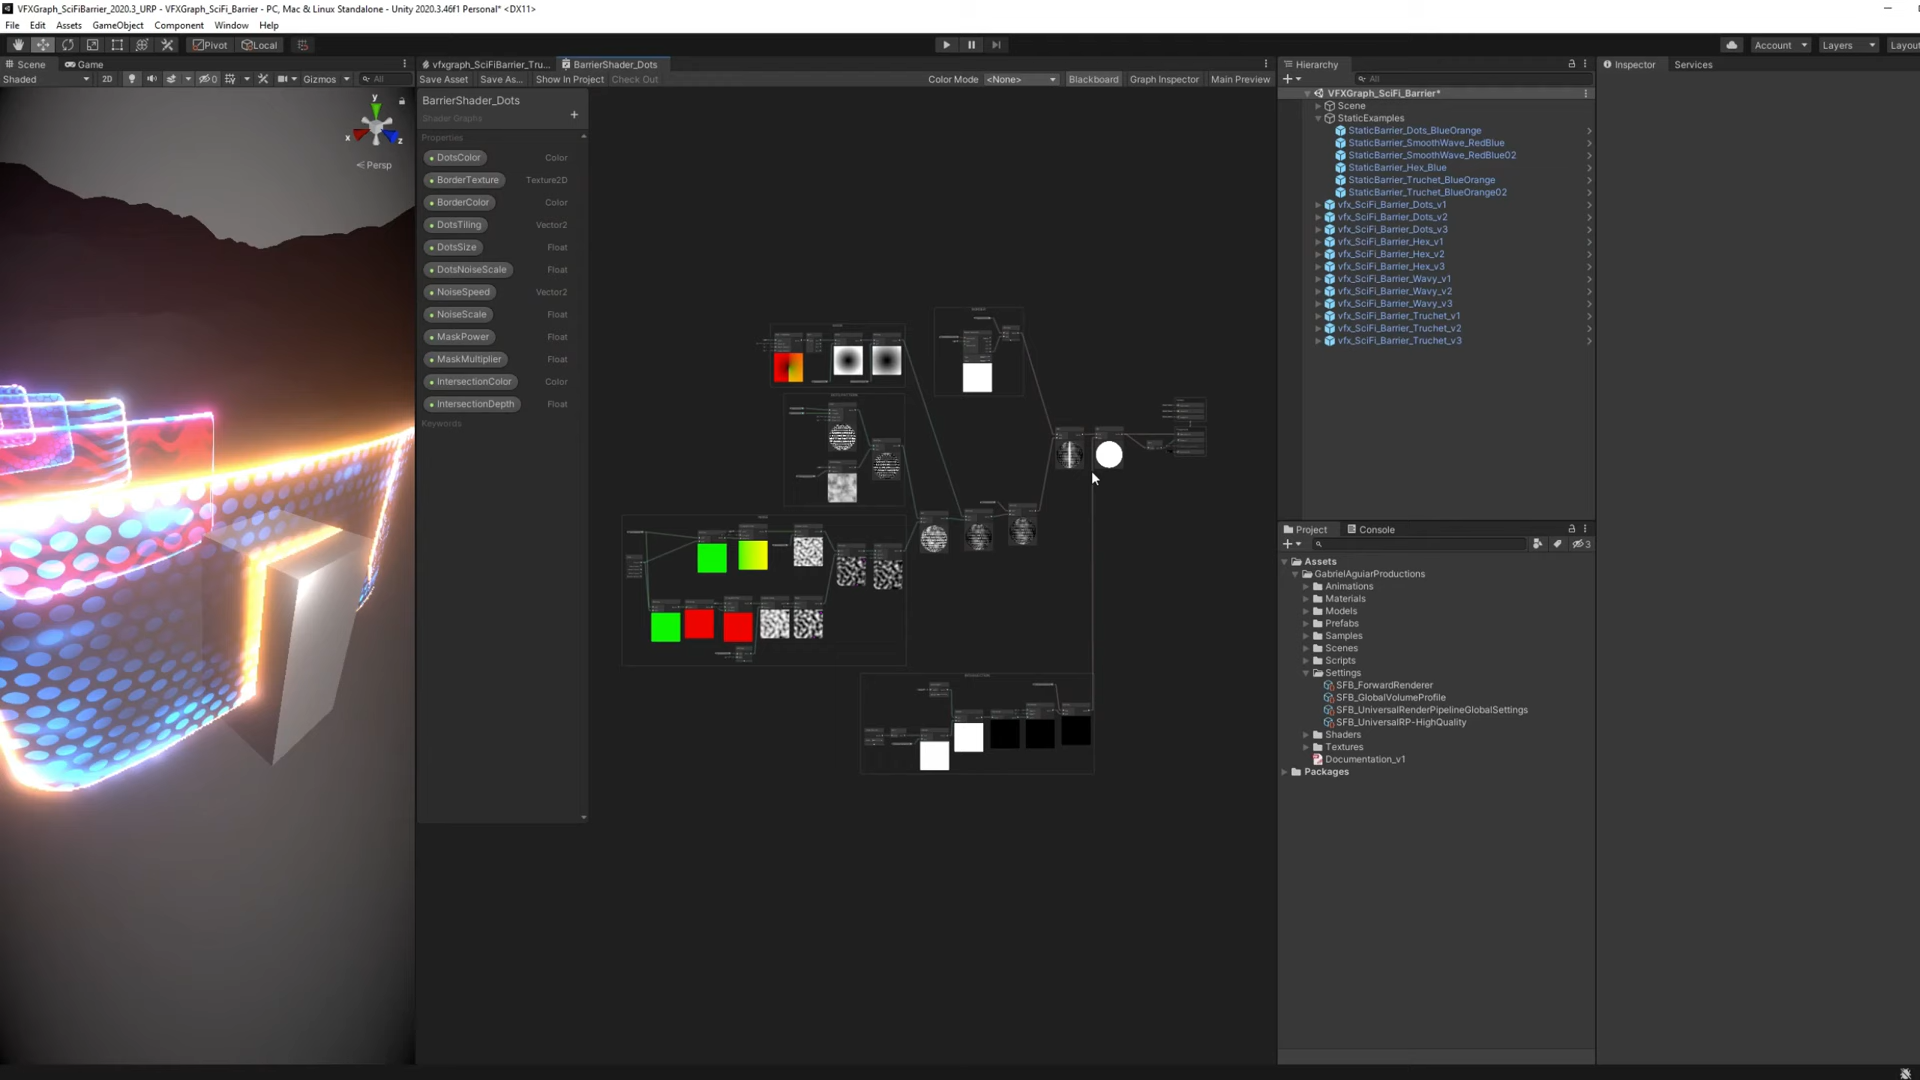 VFXGraph_SciFiBarrier_2020.3_URP - VFXGraph_SciFi_Barrier - PC, Mac & Linux Standalone - Unity 2020.3.46f1 Personal* <DX11>
File Edit Assets GameObject Component Window Help
Pivot Local
Account Layers Layou
Scene Game
vfxgraph_SciFiBarrier_Tru... BarrierShader_Dots
Hierarchy
Inspector Services
Shaded 2D 0 Gizmos All
Save Asset Save As... Show In Project Check Out Color Mode <None> Blackboard Graph Inspector Main Preview
All
y
x
z
Persp
BarrierShader_Dots
Shader Graphs
Properties
DotsColor Color
BorderTexture Texture2D
BorderColor Color
DotsTiling Vector2
DotsSize Float
DotsNoiseScale Float
NoiseSpeed Vector2
NoiseScale Float
MaskPower Float
MaskMultiplier Float
IntersectionColor Color
IntersectionDepth Float
Keywords
VFXGraph_SciFi_Barrier*
Scene
StaticExamples
StaticBarrier_Dots_BlueOrange
StaticBarrier_SmoothWave_RedBlue
StaticBarrier_SmoothWave_RedBlue02
StaticBarrier_Hex_Blue
StaticBarrier_Truchet_BlueOrange
StaticBarrier_Truchet_BlueOrange02
vfx_SciFi_Barrier_Dots_v1
vfx_SciFi_Barrier_Dots_v2
vfx_SciFi_Barrier_Dots_v3
vfx_SciFi_Barrier_Hex_v1
vfx_SciFi_Barrier_Hex_v2
vfx_SciFi_Barrier_Hex_v3
vfx_SciFi_Barrier_Wavy_v1
vfx_SciFi_Barrier_Wavy_v2
vfx_SciFi_Barrier_Wavy_v3
vfx_SciFi_Barrier_Truchet_v1
vfx_SciFi_Barrier_Truchet_v2
vfx_SciFi_Barrier_Truchet_v3
Project Console
3
Assets
GabrielAguiarProductions
Animations
Materials
Models
Prefabs
Samples
Scenes
Scripts
Settings
SFB_ForwardRenderer
SFB_GlobalVolumeProfile
SFB_UniversalRenderPipelineGlobalSettings
SFB_UniversalRP-HighQuality
Shaders
Textures
Documentation_v1
Packages